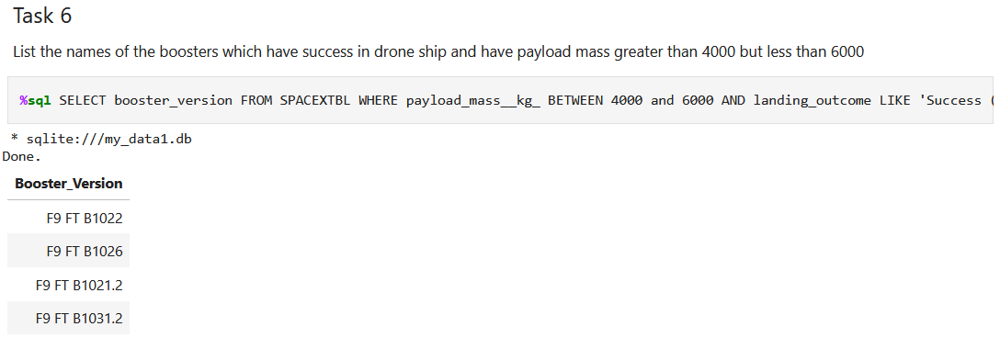 Task 6
List the names of the boosters which have success in drone ship and have payload mass greater than 4000 but less than 6000
%sql SELECT booster_version FROM SPACEXTBL WHERE payload_mass__kg_ BETWEEN 4000 and 6000 AND landing_outcome LIKE 'Success (
* sqlite:///my_data1.db
Done.
Booster_Version
F9 FT B1022
F9 FT B1026
F9 FT B1021.2
F9 FT B1031.2